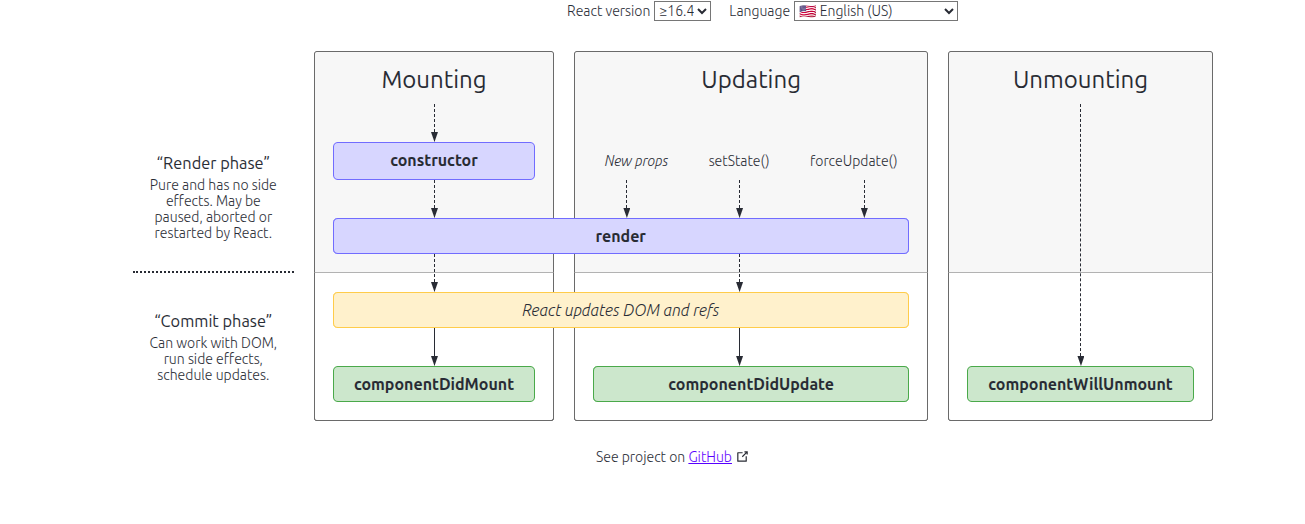 React version ≥16.4 Language 🇺🇸 English (US)
Mounting
Updating
Unmounting
“Render phase”
Pure and has no side
effects. May be
paused, aborted or
restarted by React.
constructor
New props
setState()
forceUpdate()
render
“Commit phase”
Can work with DOM,
run side effects,
schedule updates.
React updates DOM and refs
componentDidMount
componentDidUpdate
componentWillUnmount
See project on GitHub